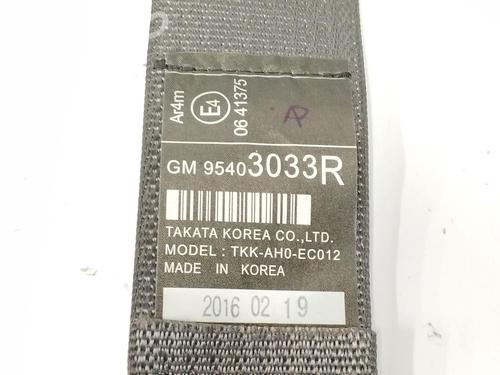 Ar4m
E4
06 41375
GM 95403033R
TAKATA KOREA CO.,LTD.
MODEL : TKK-AH0-EC012
MADE IN KOREA
2016 02 19